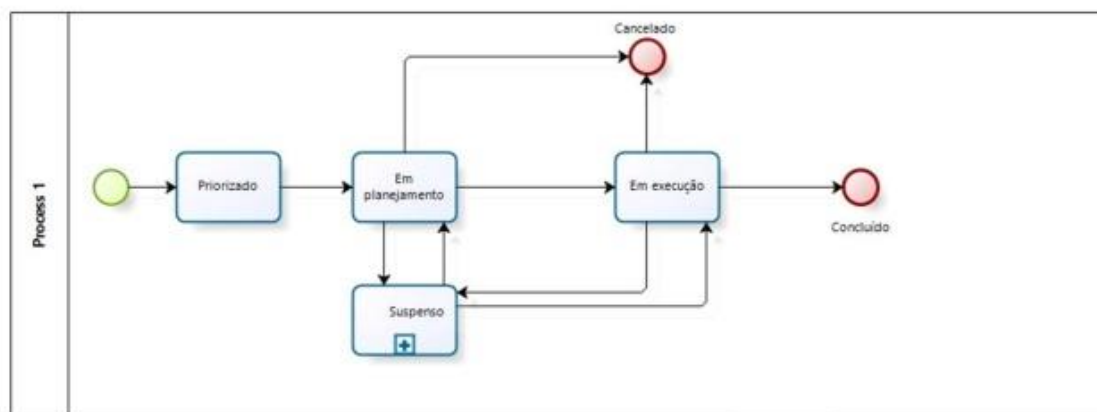 Process 1
Cancelado
Priorizado
Em
planejamento
Em execução
Concluído
Suspenso